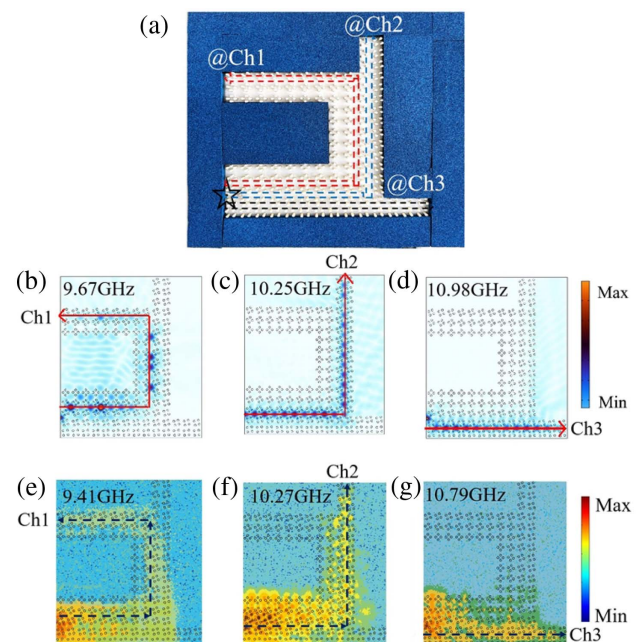 (a)
@Ch2
@Ch1
@Ch3
(b)
9.67GHz
Ch1
(c)
10.25GHz
Ch2
(d)
10.98GHz
Ch3
Max
Min
(e)
9.41GHz
Ch1
(f)
10.27GHz
Ch2
(g)
10.79GHz
Ch3
Max
Min